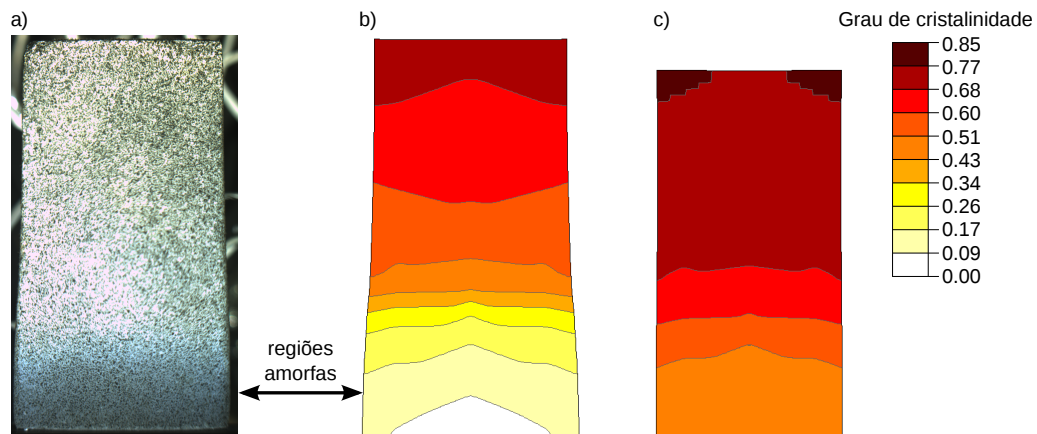 a)
b)
c)
Grau de cristalinidade
0.85
0.77
0.68
0.60
0.51
0.43
0.34
0.26
0.17
0.09
0.00
regiões
amorfas